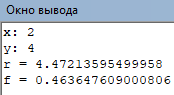 Окно вывода
x: 2
y: 4
r = 4.47213595499958
f = 0.463647609000806